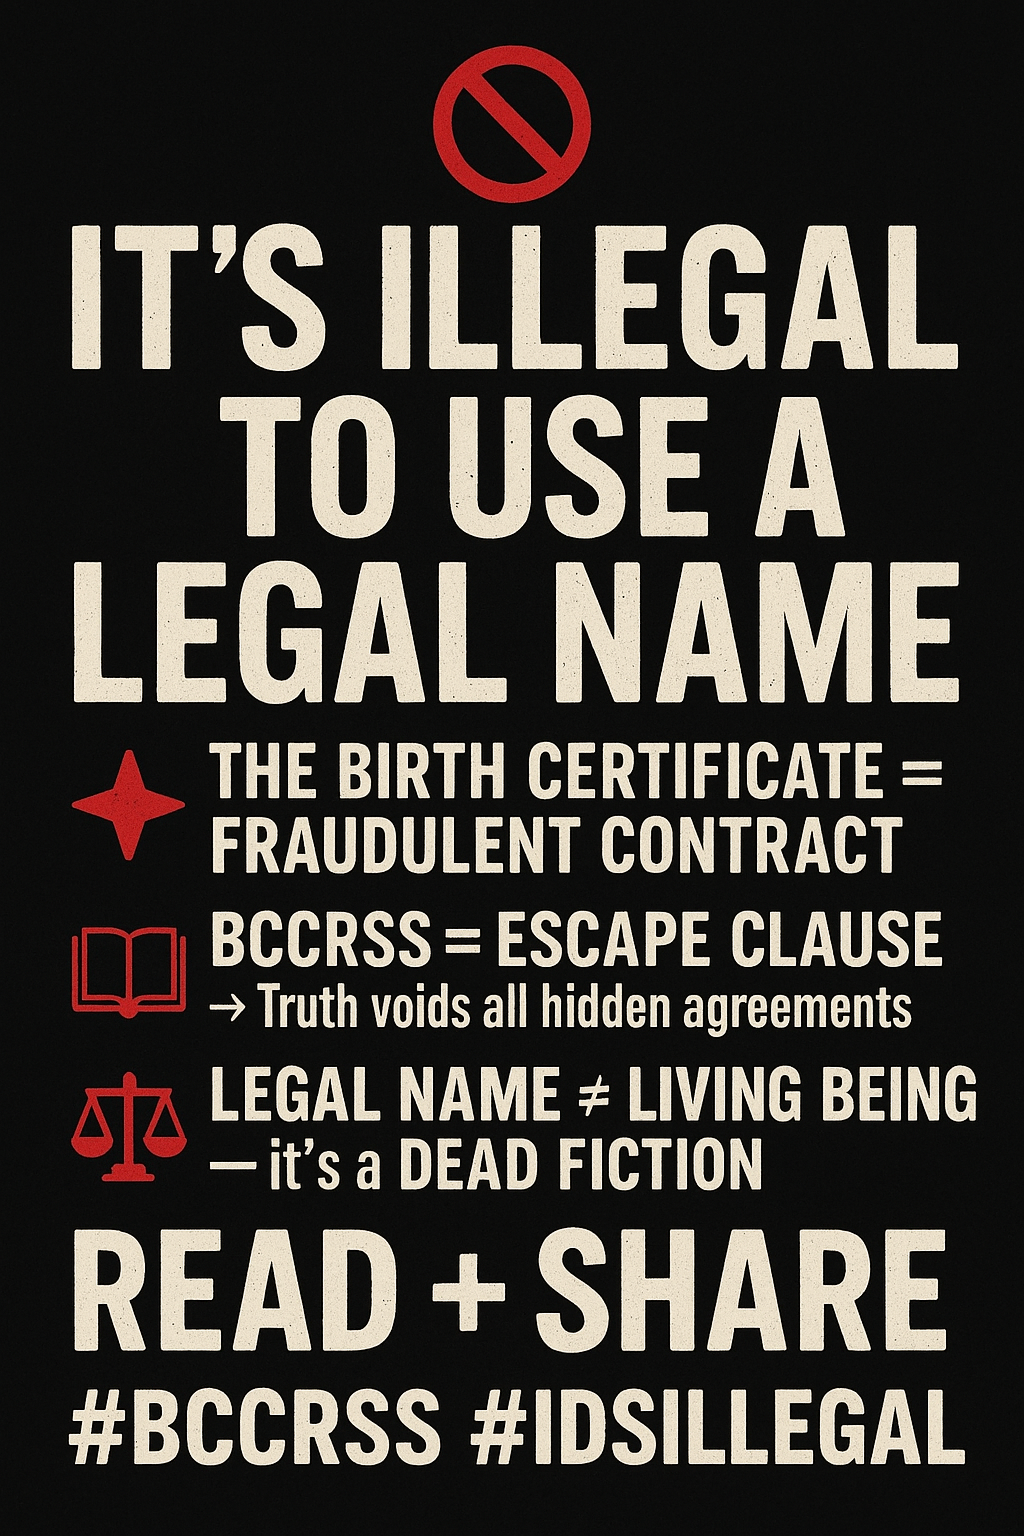 IT’S ILLEGAL
TO USE A
LEGAL NAME
THE BIRTH CERTIFICATE =
FRAUDULENT CONTRACT
BCCRSS = ESCAPE CLAUSE
→ Truth voids all hidden agreements
LEGAL NAME ≠ LIVING BEING
— it’s a DEAD FICTION
READ + SHARE
#BCCRSS #IDSILLEGAL